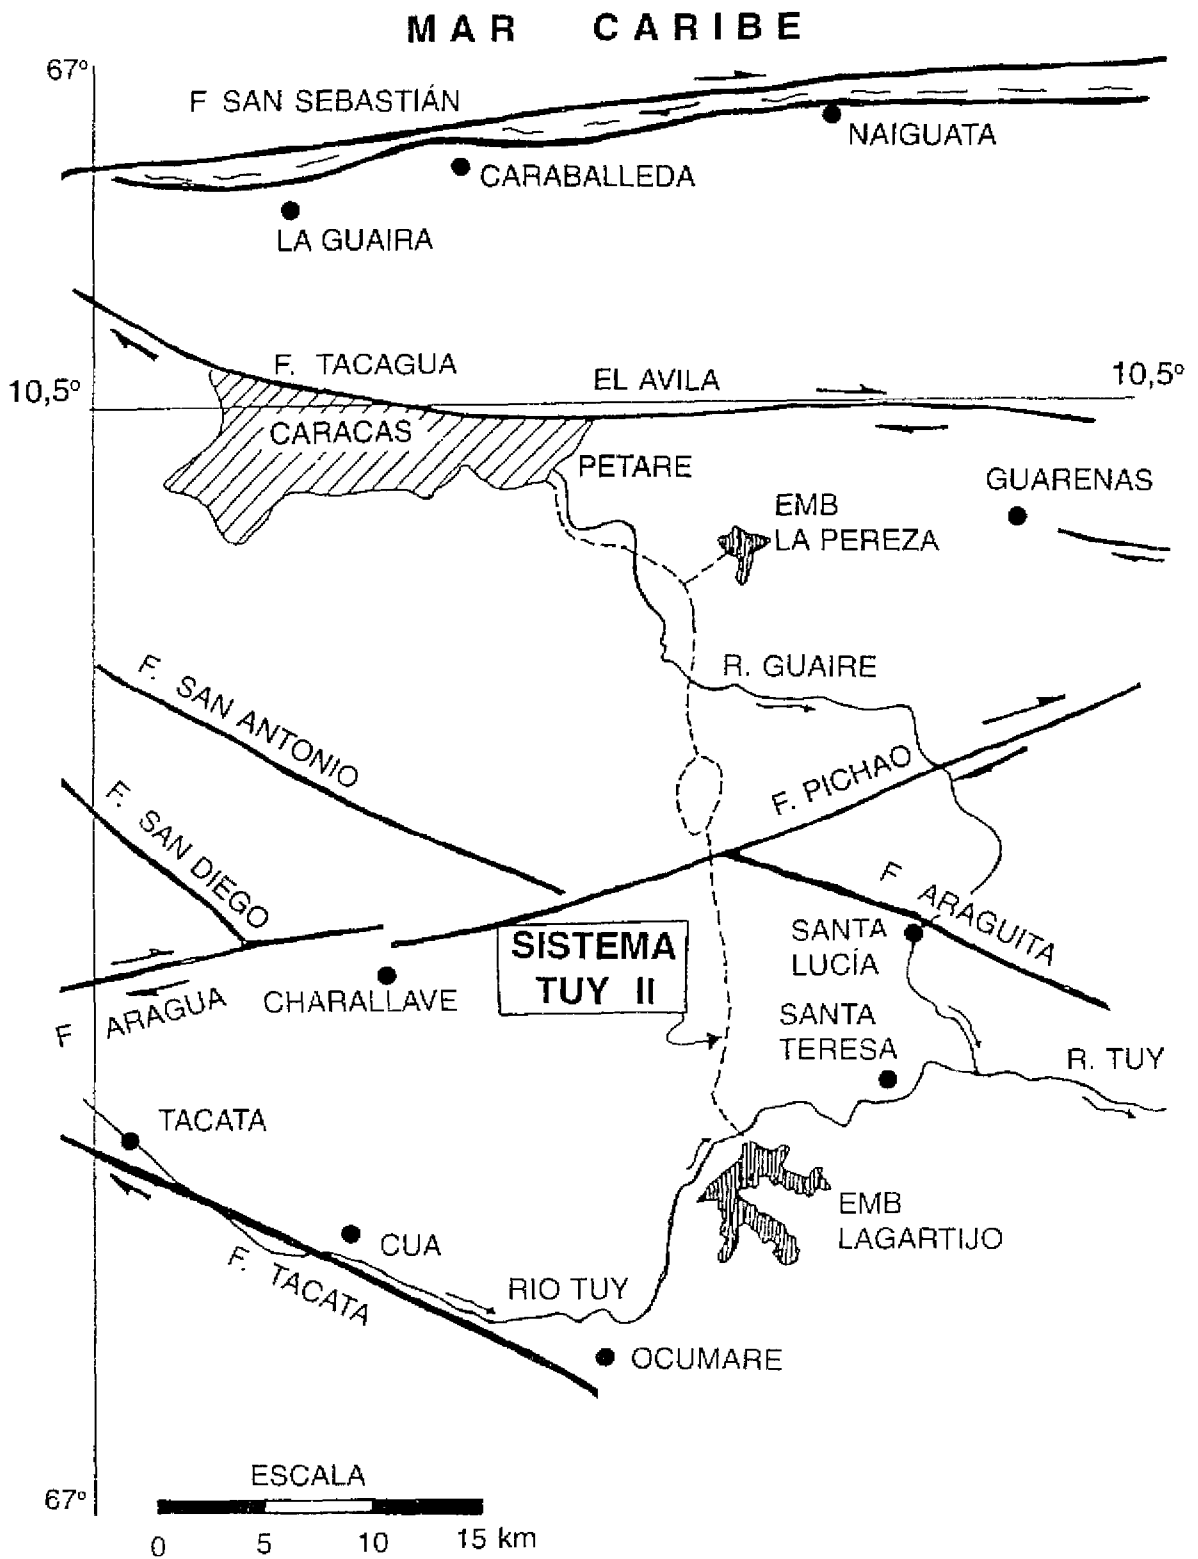 MAR CARIBE
67º
F SAN SEBASTIÁN
NAIGUATA
CARABALLEDA
LA GUAIRA
F. TACAGUA
EL AVILA
10,5º
10,5º
CARACAS
PETARE
GUARENAS
EMB
LA PEREZA
R. GUAIRE
F. SAN ANTONIO
F. PICHAO
F. SAN DIEGO
F ARAGUITA
SANTA
LUCÍA
SISTEMA
TUY II
F ARAGUA
CHARALLAVE
SANTA
TERESA
R. TUY
TACATA
EMB
LAGARTIJO
CUA
F. TACATA
RIO TUY
OCUMARE
ESCALA
67º
0 5 10 15 km